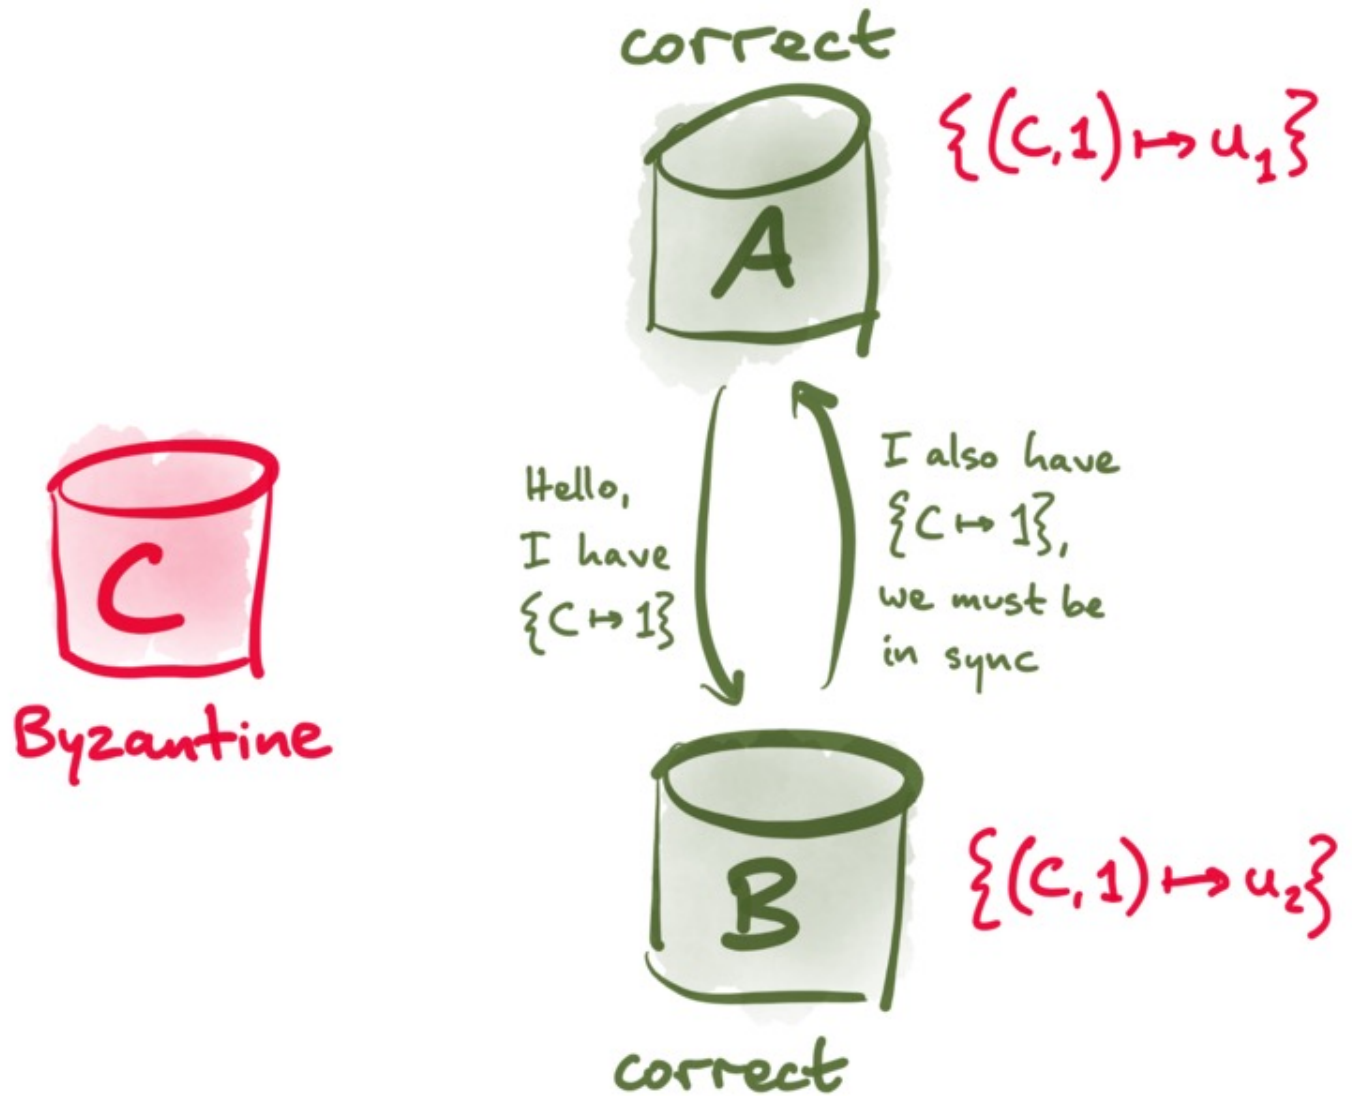 correct
A
{(C,1) ↦ u₁}
Hello,
I have
{C ↦ 1}
I also have
{C ↦ 1},
we must be
in sync
C
Byzantine
B
{(C,1) ↦ u₂}
correct